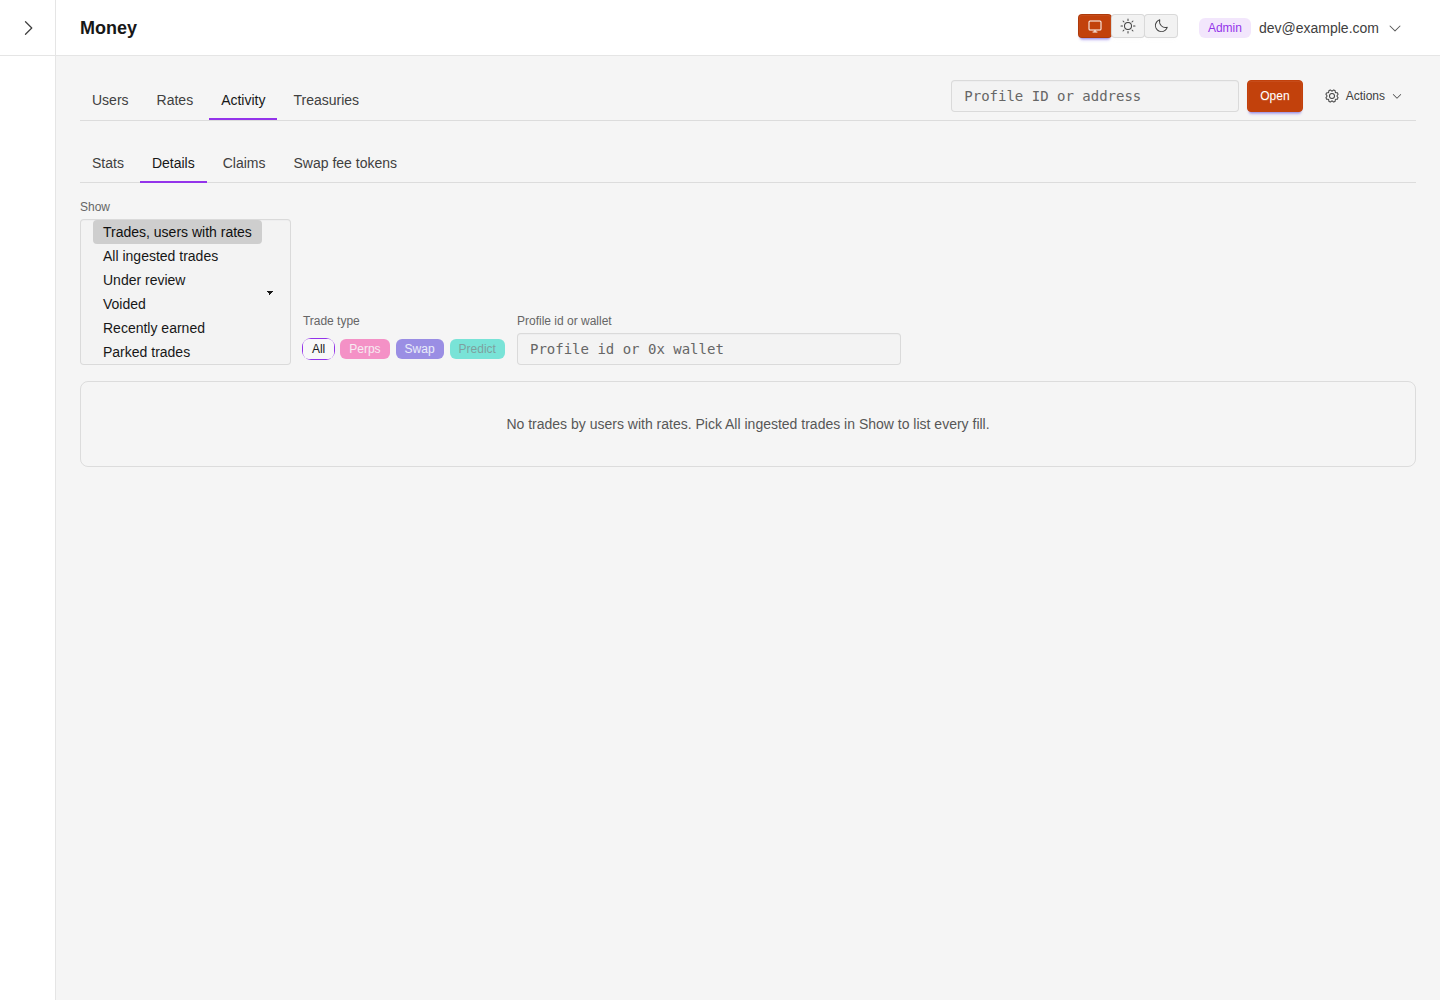 Money
Admin dev@example.com
Users Rates Activity Treasuries
Profile ID or address Open Actions
Stats Details Claims Swap fee tokens
Show
Trades, users with rates
All ingested trades
Under review
Voided
Recently earned
Parked trades
Trade type
All Perps Swap Predict
Profile id or wallet
Profile id or 0x wallet
No trades by users with rates. Pick All ingested trades in Show to list every fill.